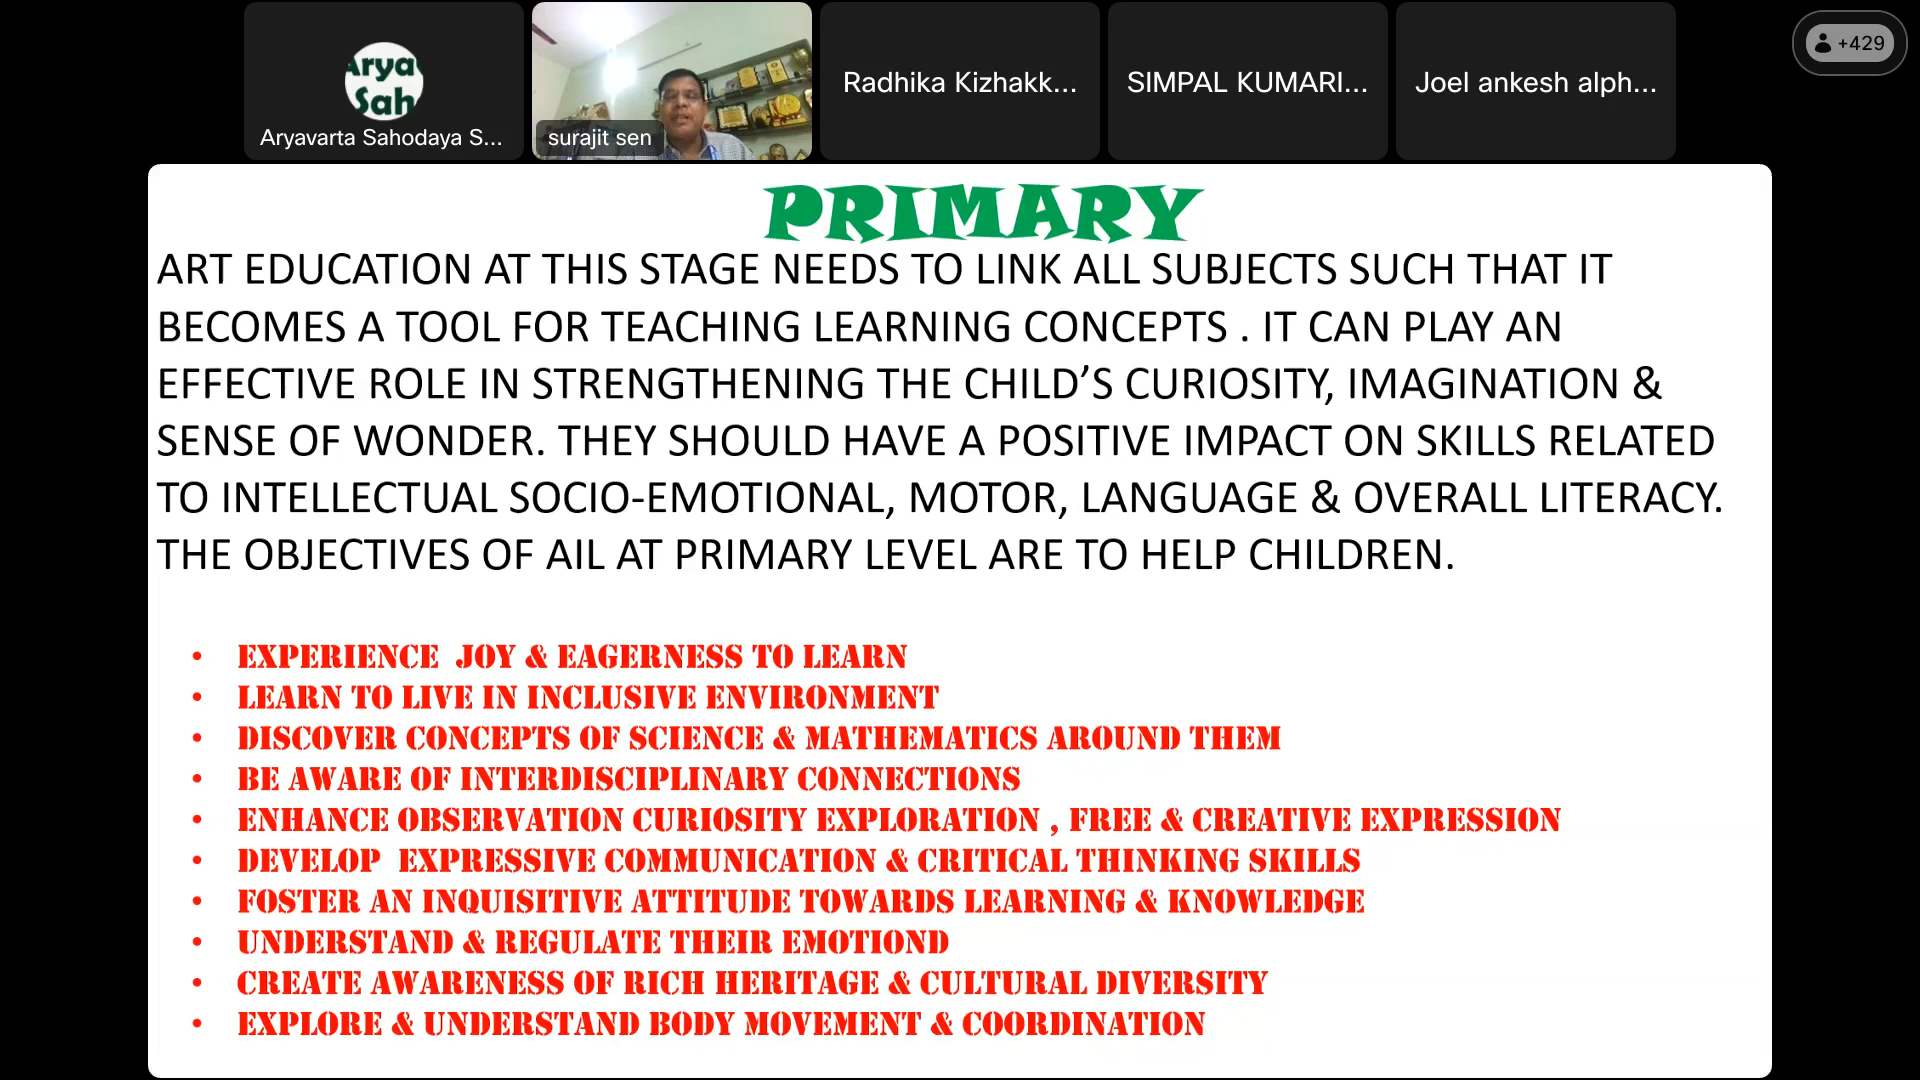 Arya
Sah
Aryavarta Sahodaya S...
surajit sen
Radhika Kizhakk...
SIMPAL KUMARI...
Joel ankesh alph...
+429
PRIMARY
ART EDUCATION AT THIS STAGE NEEDS TO LINK ALL SUBJECTS SUCH THAT IT
BECOMES A TOOL FOR TEACHING LEARNING CONCEPTS . IT CAN PLAY AN
EFFECTIVE ROLE IN STRENGTHENING THE CHILD’S CURIOSITY, IMAGINATION &
SENSE OF WONDER. THEY SHOULD HAVE A POSITIVE IMPACT ON SKILLS RELATED
TO INTELLECTUAL SOCIO-EMOTIONAL, MOTOR, LANGUAGE & OVERALL LITERACY.
THE OBJECTIVES OF AIL AT PRIMARY LEVEL ARE TO HELP CHILDREN.
• EXPERIENCE JOY & EAGERNESS TO LEARN
• LEARN TO LIVE IN INCLUSIVE ENVIRONMENT
• DISCOVER CONCEPTS OF SCIENCE & MATHEMATICS AROUND THEM
• BE AWARE OF INTERDISCIPLINARY CONNECTIONS
• ENHANCE OBSERVATION CURIOSITY EXPLORATION , FREE & CREATIVE EXPRESSION
• DEVELOP EXPRESSIVE COMMUNICATION & CRITICAL THINKING SKILLS
• FOSTER AN INQUISITIVE ATTITUDE TOWARDS LEARNING & KNOWLEDGE
• UNDERSTAND & REGULATE THEIR EMOTIOND
• CREATE AWARENESS OF RICH HERITAGE & CULTURAL DIVERSITY
• EXPLORE & UNDERSTAND BODY MOVEMENT & COORDINATION